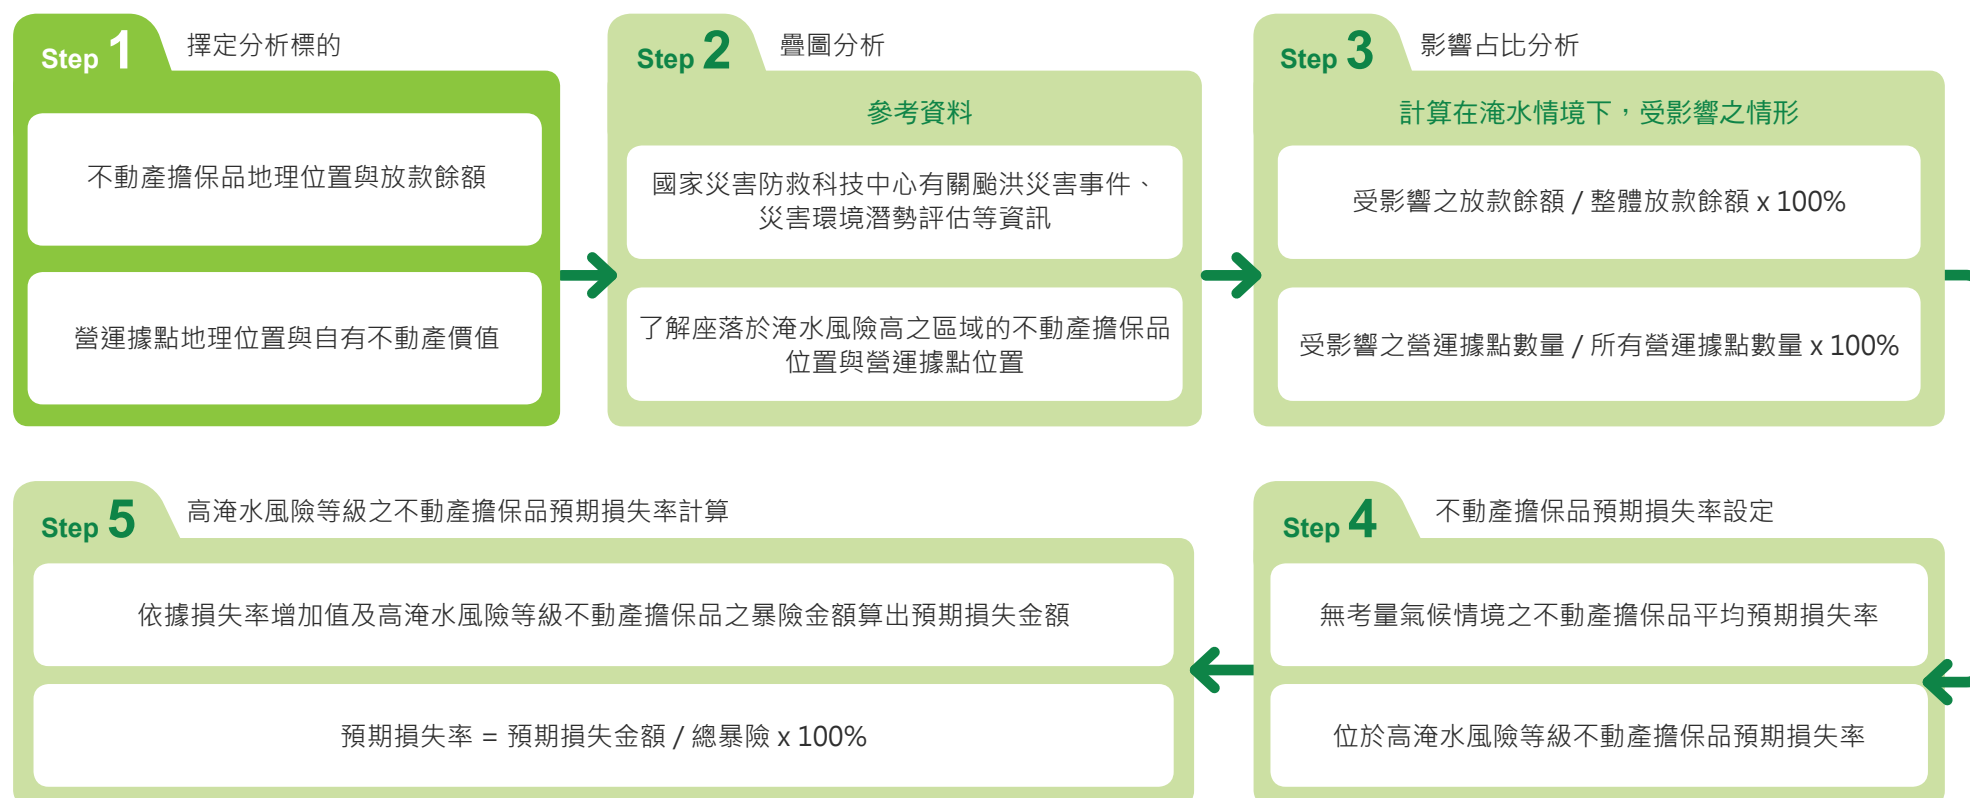 Step 1 擇定分析標的
不動產擔保品地理位置與放款餘額
營運據點地理位置與自有不動產價值
Step 2 疊圖分析
參考資料
國家災害防救科技中心有關颱洪災害事件、
災害環境潛勢評估等資訊
了解座落於淹水風險高之區域的不動產擔保品
位置與營運據點位置
Step 3 影響占比分析
計算在淹水情境下，受影響之情形
受影響之放款餘額 / 整體放款餘額 x 100%
受影響之營運據點數量 / 所有營運據點數量 x 100%
Step 4 不動產擔保品預期損失率設定
無考量氣候情境之不動產擔保品平均預期損失率
位於高淹水風險等級不動產擔保品預期損失率
Step 5 高淹水風險等級之不動產擔保品預期損失率計算
依據損失率增加值及高淹水風險等級不動產擔保品之暴險金額算出預期損失金額
預期損失率 = 預期損失金額 / 總暴險 x 100%